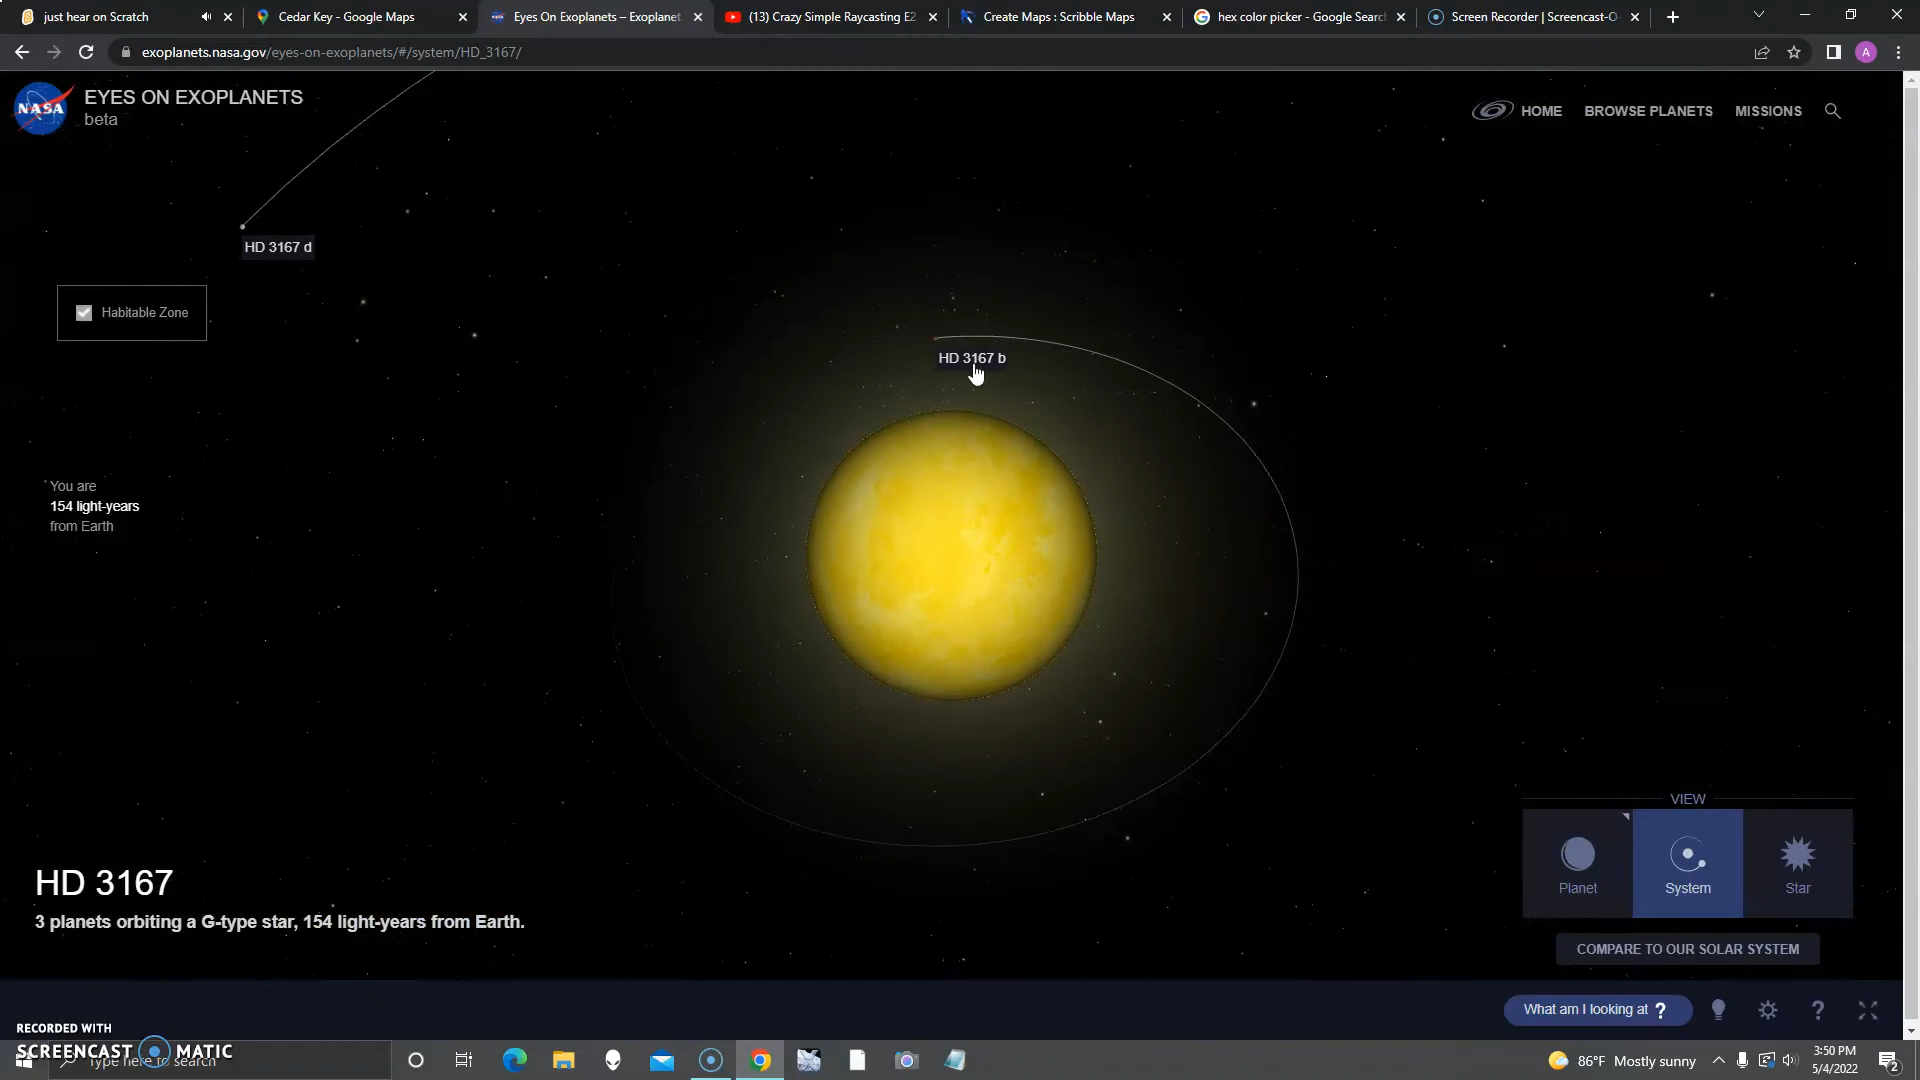 just hear on Scratch
Cedar Key - Google Maps
Eyes On Exoplanets – Exoplanet
(13) Crazy Simple Raycasting E2
Create Maps : Scribble Maps
hex color picker - Google Search
Screen Recorder | Screencast-O-
exoplanets.nasa.gov/eyes-on-exoplanets/#/system/HD_3167/
A
NASA
EYES ON EXOPLANETS
beta
HOME
BROWSE PLANETS
MISSIONS
HD 3167 d
Habitable Zone
HD 3167 b
You are
154 light-years
from Earth
VIEW
Planet
System
Star
HD 3167
3 planets orbiting a G-type star, 154 light-years from Earth.
COMPARE TO OUR SOLAR SYSTEM
What am I looking at ?
?
RECORDED WITH
SCREENCAST MATIC
Type here to search
86°F Mostly sunny
3:50 PM
5/4/2022
2